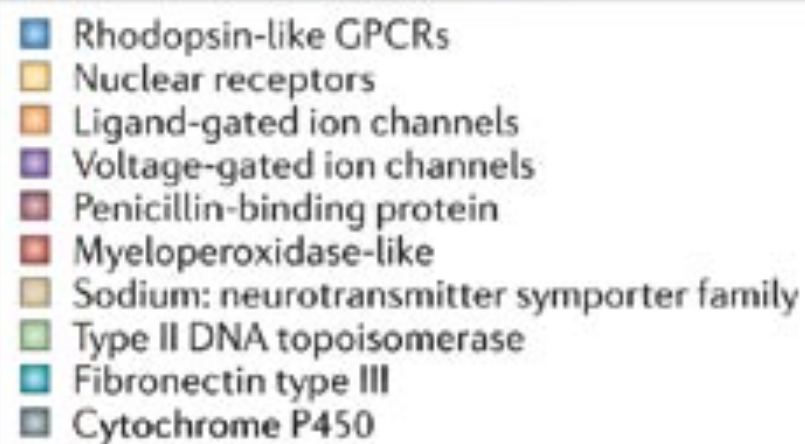 Rhodopsin-like GPCRs
Nuclear receptors
Ligand-gated ion channels
Voltage-gated ion channels
Penicillin-binding protein
Myeloperoxidase-like
Sodium: neurotransmitter symporter family
Type II DNA topoisomerase
Fibronectin type III
Cytochrome P450